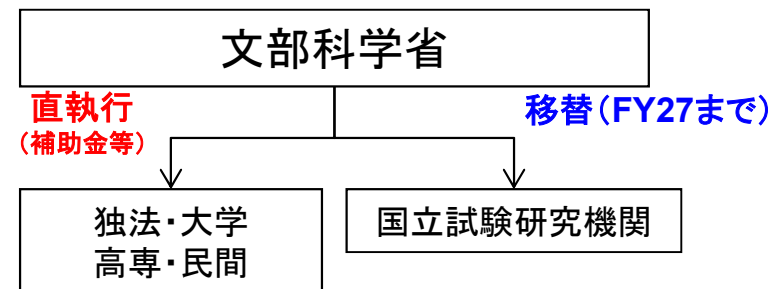 文部科学省
直執行
（補助金等）
移替（FY27まで）
独法・大学
高専・民間
国立試験研究機関